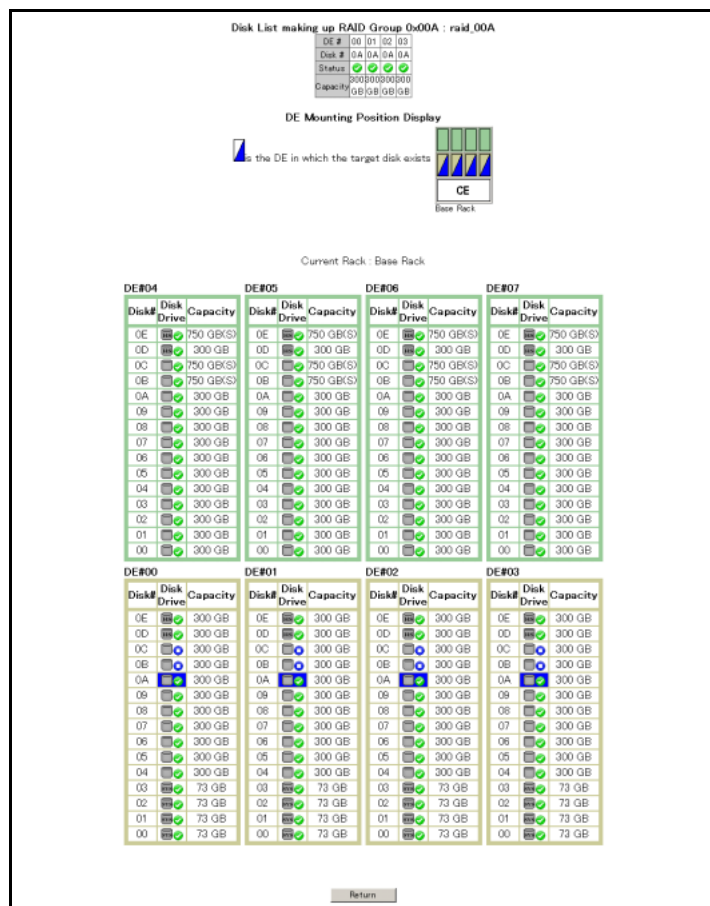 Disk List making up RAID Group 0x00A : raid_00A
DE # 00 01 02 03
Disk # 0A 0A 0A 0A
Status
Capacity 300 GB 300 GB 300 GB 300 GB
DE Mounting Position Display
is the DE in which the target disk exists
CE
Base Rack
Current Rack : Base Rack
DE#04 DE#05 DE#06 DE#07
Disk# Disk Drive Capacity Disk# Disk Drive Capacity Disk# Disk Drive Capacity Disk# Disk Drive Capacity
0E 750 GB(S) 0E 750 GB(S) 0E 750 GB(S) 0E 750 GB(S)
0D 300 GB 0D 300 GB 0D 300 GB 0D 300 GB
0C 750 GB(S) 0C 750 GB(S) 0C 750 GB(S) 0C 750 GB(S)
0B 750 GB(S) 0B 750 GB(S) 0B 750 GB(S) 0B 750 GB(S)
0A 300 GB 0A 300 GB 0A 300 GB 0A 300 GB
09 300 GB 09 300 GB 09 300 GB 09 300 GB
08 300 GB 08 300 GB 08 300 GB 08 300 GB
07 300 GB 07 300 GB 07 300 GB 07 300 GB
06 300 GB 06 300 GB 06 300 GB 06 300 GB
05 300 GB 05 300 GB 05 300 GB 05 300 GB
04 300 GB 04 300 GB 04 300 GB 04 300 GB
03 300 GB 03 300 GB 03 300 GB 03 300 GB
02 300 GB 02 300 GB 02 300 GB 02 300 GB
01 300 GB 01 300 GB 01 300 GB 01 300 GB
00 300 GB 00 300 GB 00 300 GB 00 300 GB
DE#00 DE#01 DE#02 DE#03
Disk# Disk Drive Capacity Disk# Disk Drive Capacity Disk# Disk Drive Capacity Disk# Disk Drive Capacity
0E 300 GB 0E 300 GB 0E 300 GB 0E 300 GB
0D 300 GB 0D 300 GB 0D 300 GB 0D 300 GB
0C 300 GB 0C 300 GB 0C 300 GB 0C 300 GB
0B 300 GB 0B 300 GB 0B 300 GB 0B 300 GB
0A 300 GB 0A 300 GB 0A 300 GB 0A 300 GB
09 300 GB 09 300 GB 09 300 GB 09 300 GB
08 300 GB 08 300 GB 08 300 GB 08 300 GB
07 300 GB 07 300 GB 07 300 GB 07 300 GB
06 300 GB 06 300 GB 06 300 GB 06 300 GB
05 300 GB 05 300 GB 05 300 GB 05 300 GB
04 300 GB 04 300 GB 04 300 GB 04 300 GB
03 73 GB 03 73 GB 03 73 GB 03 73 GB
02 73 GB 02 73 GB 02 73 GB 02 73 GB
01 73 GB 01 73 GB 01 73 GB 01 73 GB
00 73 GB 00 73 GB 00 73 GB 00 73 GB
Return